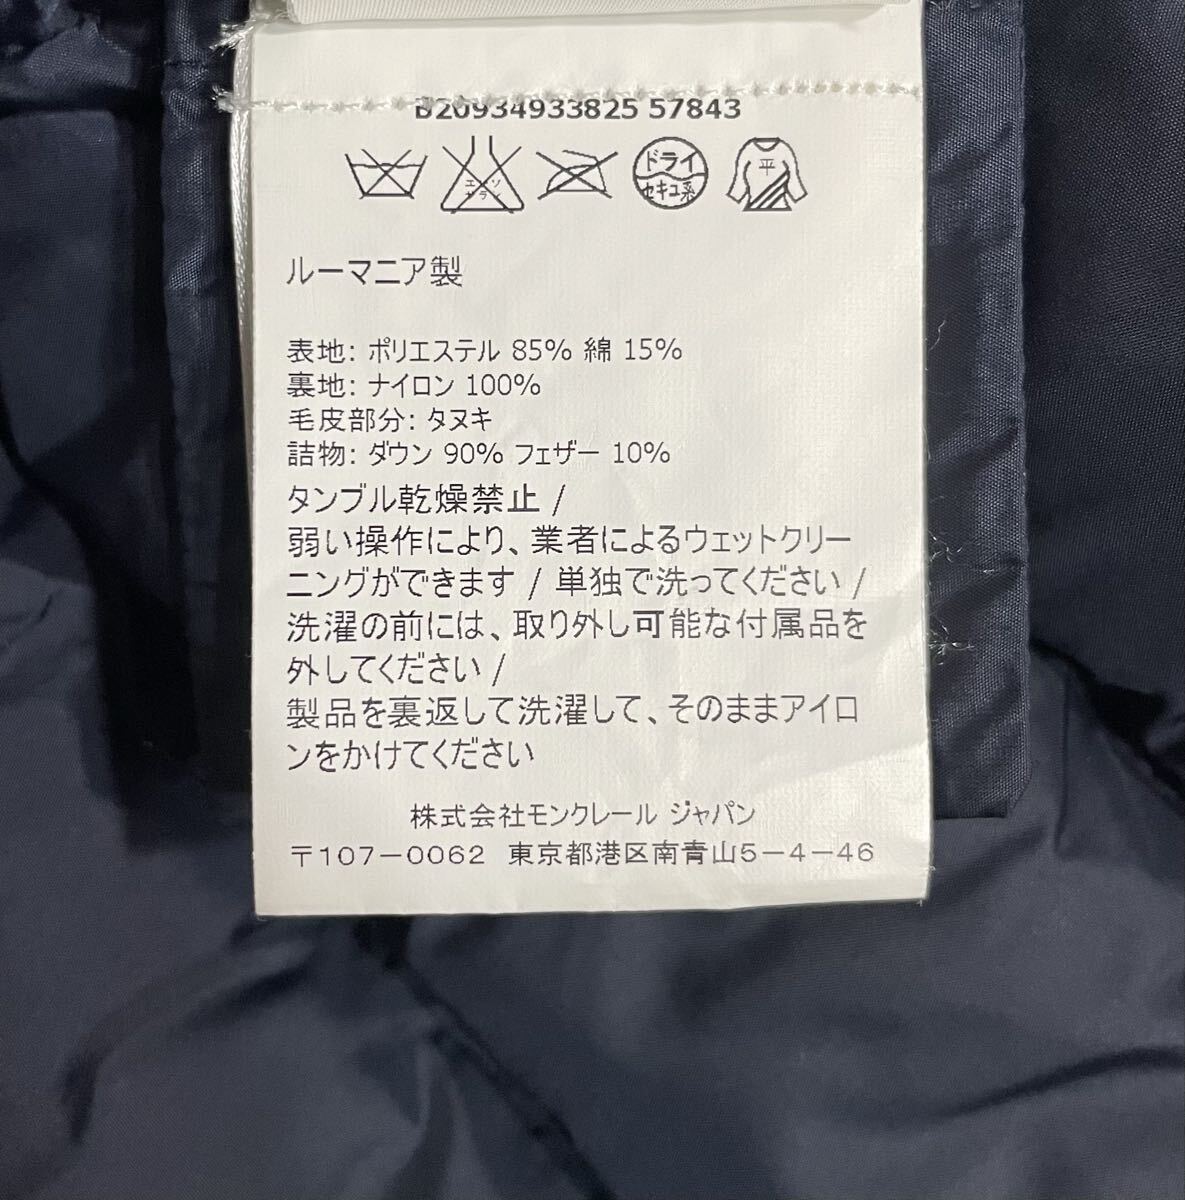 B20934933825 57843
エンソ
サラ
ドライ
セキユ系
平
ルーマニア製
表地: ポリエステル 85% 綿 15%
裏地: ナイロン 100%
毛皮部分: タヌキ
詰物: ダウン 90% フェザー 10%
タンブル乾燥禁止 /
弱い操作により、業者によるウェットクリー
ニングができます / 単独で洗ってください /
洗濯の前には、取り外し可能な付属品を
外してください /
製品を裏返して洗濯して、そのままアイロ
ンをかけてください
株式会社モンクレール ジャパン
〒107-0062 東京都港区南青山5-4-46